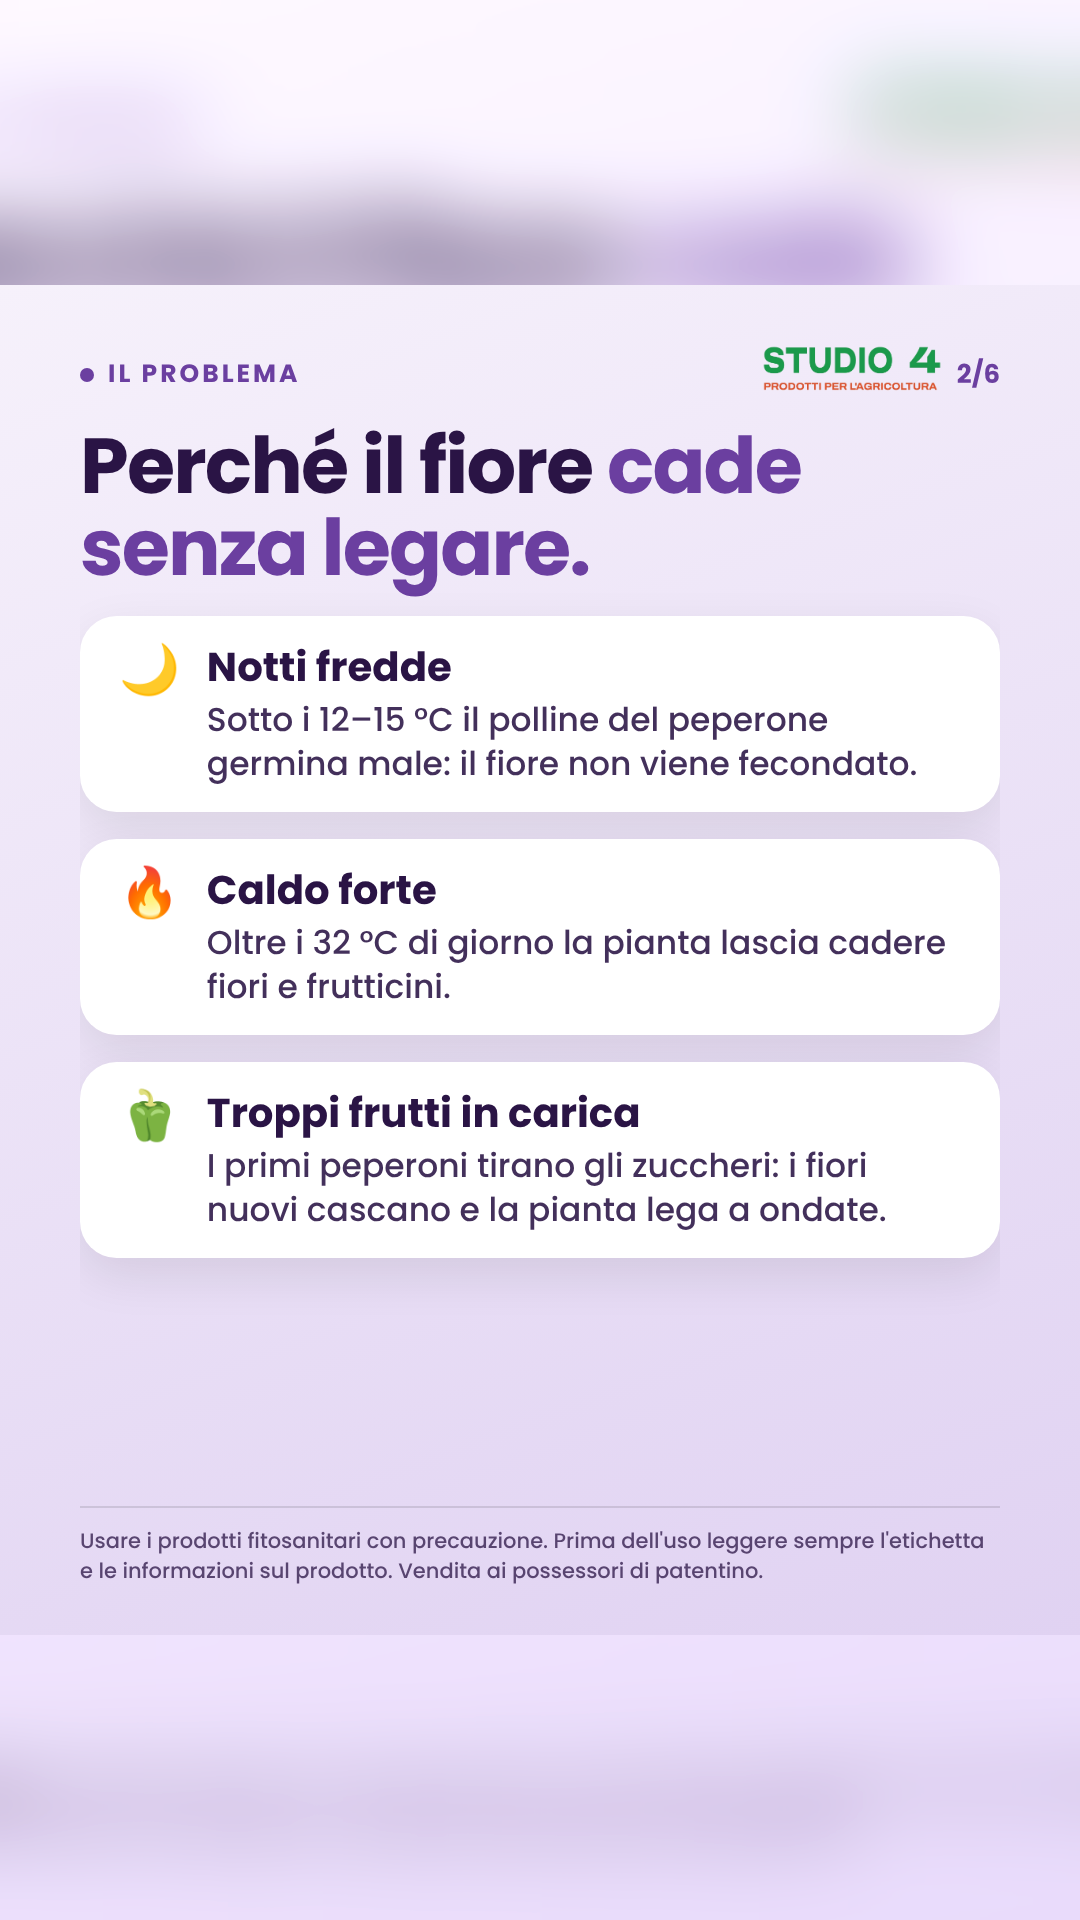 IL PROBLEMA
STUDIO 4
PRODOTTI PER L'AGRICOLTURA
2/6
Perché il fiore cade
senza legare.
Notti fredde
Sotto i 12–15 °C il polline del peperone
germina male: il fiore non viene fecondato.
Caldo forte
Oltre i 32 °C di giorno la pianta lascia cadere
fiori e frutticini.
Troppi frutti in carica
I primi peperoni tirano gli zuccheri: i fiori
nuovi cascano e la pianta lega a ondate.
Usare i prodotti fitosanitari con precauzione. Prima dell'uso leggere sempre l'etichetta
e le informazioni sul prodotto. Vendita ai possessori di patentino.